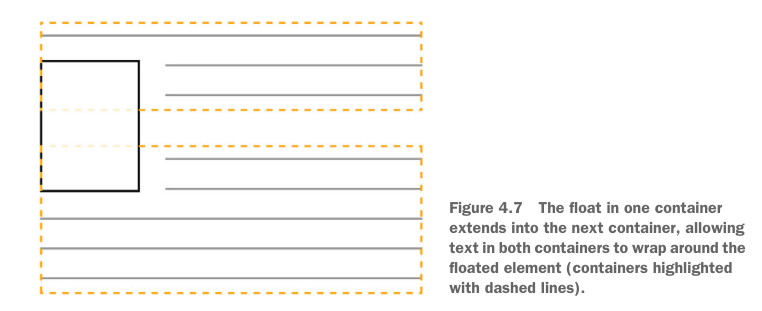 Figure 4.7 The float in one container
extends into the next container, allowing
text in both containers to wrap around the
floated element (containers highlighted
with dashed lines).